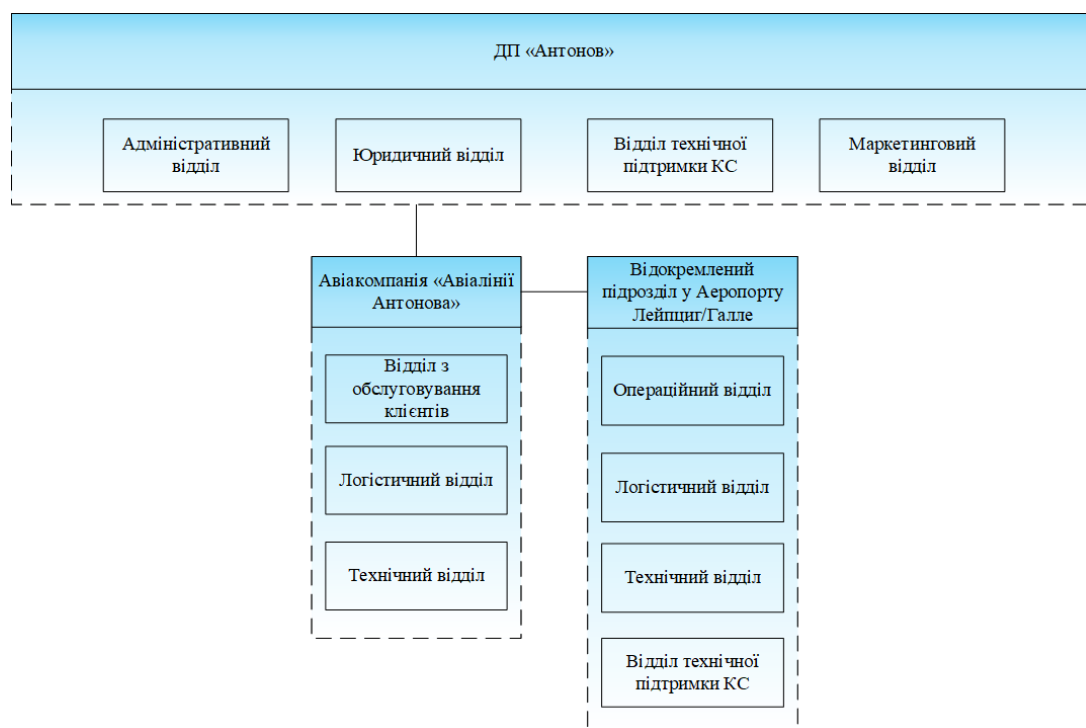 ДП «Антонов»
Адміністративний
відділ
Юридичний відділ
Відділ технічної
підтримки КС
Маркетинговий
відділ
Авіакомпанія «Авіалінії
Антонова»
Відділ з
обслуговування
клієнтів
Логістичний відділ
Технічний відділ
Відокремлений
підрозділ у Аеропорту
Лейпциг/Галле
Операційний відділ
Логістичний відділ
Технічний відділ
Відділ технічної
підтримки КС